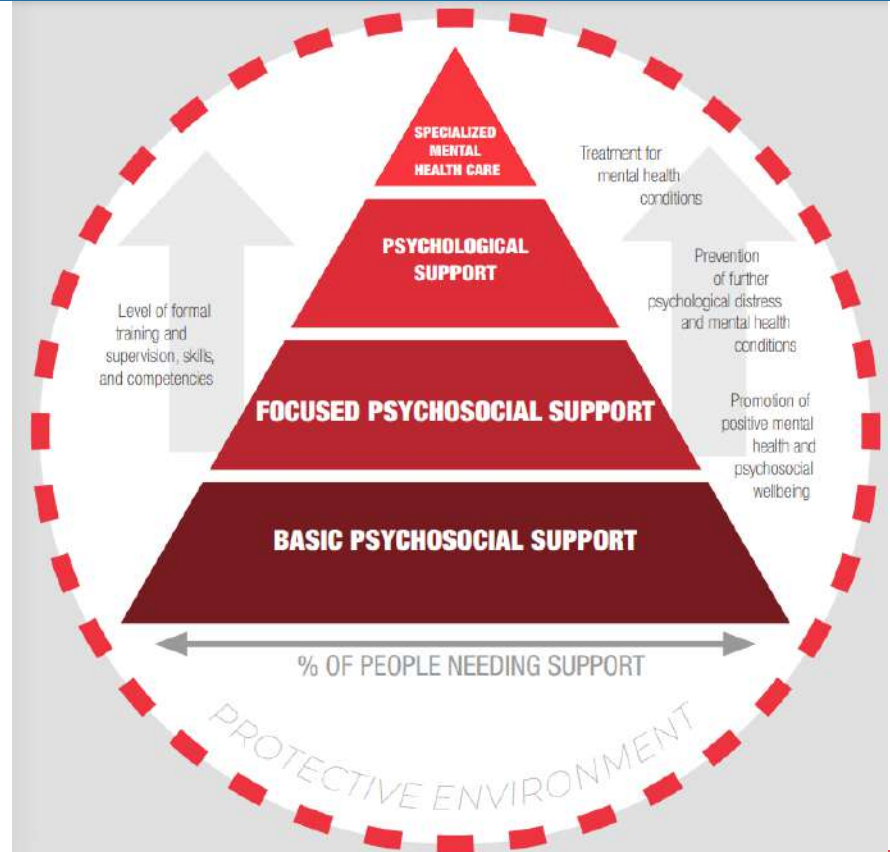 SPECIALIZED
MENTAL
HEALTH CARE
Treatment for
mental health
conditions
PSYCHOLOGICAL
SUPPORT
Prevention
of further
psychological distress
and mental health
conditions
Level of formal
training and
supervision, skills,
and competencies
FOCUSED PSYCHOSOCIAL SUPPORT
Promotion of
positive mental
health and
psychosocial
wellbeing
BASIC PSYCHOSOCIAL SUPPORT
% OF PEOPLE NEEDING SUPPORT
PROTECTIVE ENVIRONMENT